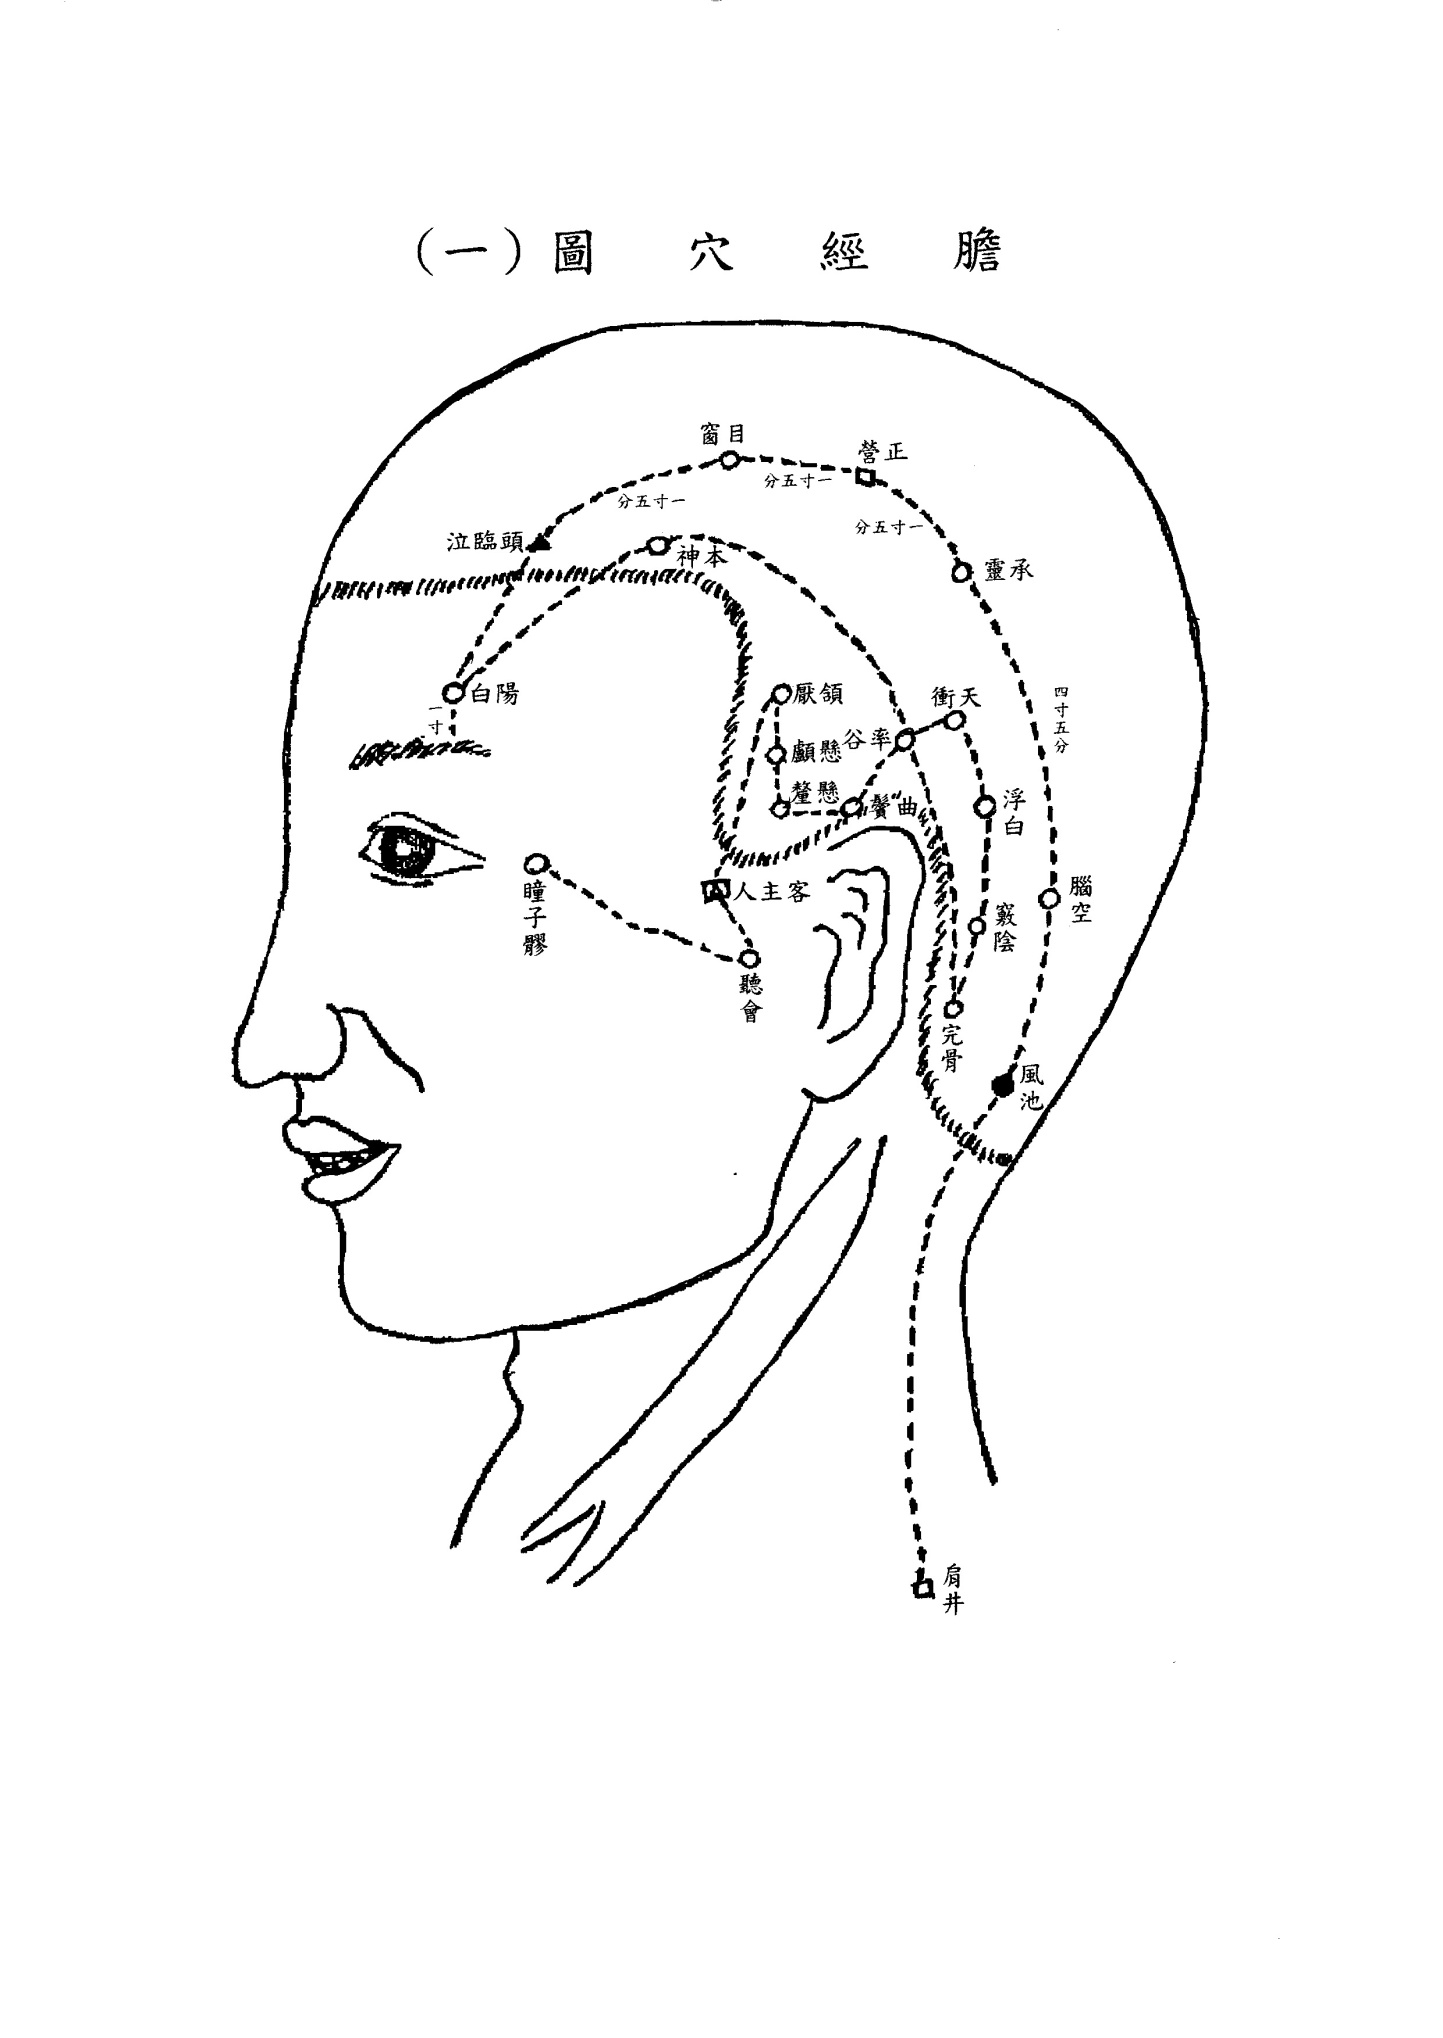 膽經穴圖(一)
目窗
正營
一寸五分
一寸五分
一寸五分
頭臨泣
本神
承靈
陽白
一寸
頷厭
四寸五分
天衝
率谷
懸顱
懸釐
曲鬢
浮白
客主人
瞳子髎
腦空
竅陰
聽會
完骨
風池
肩井